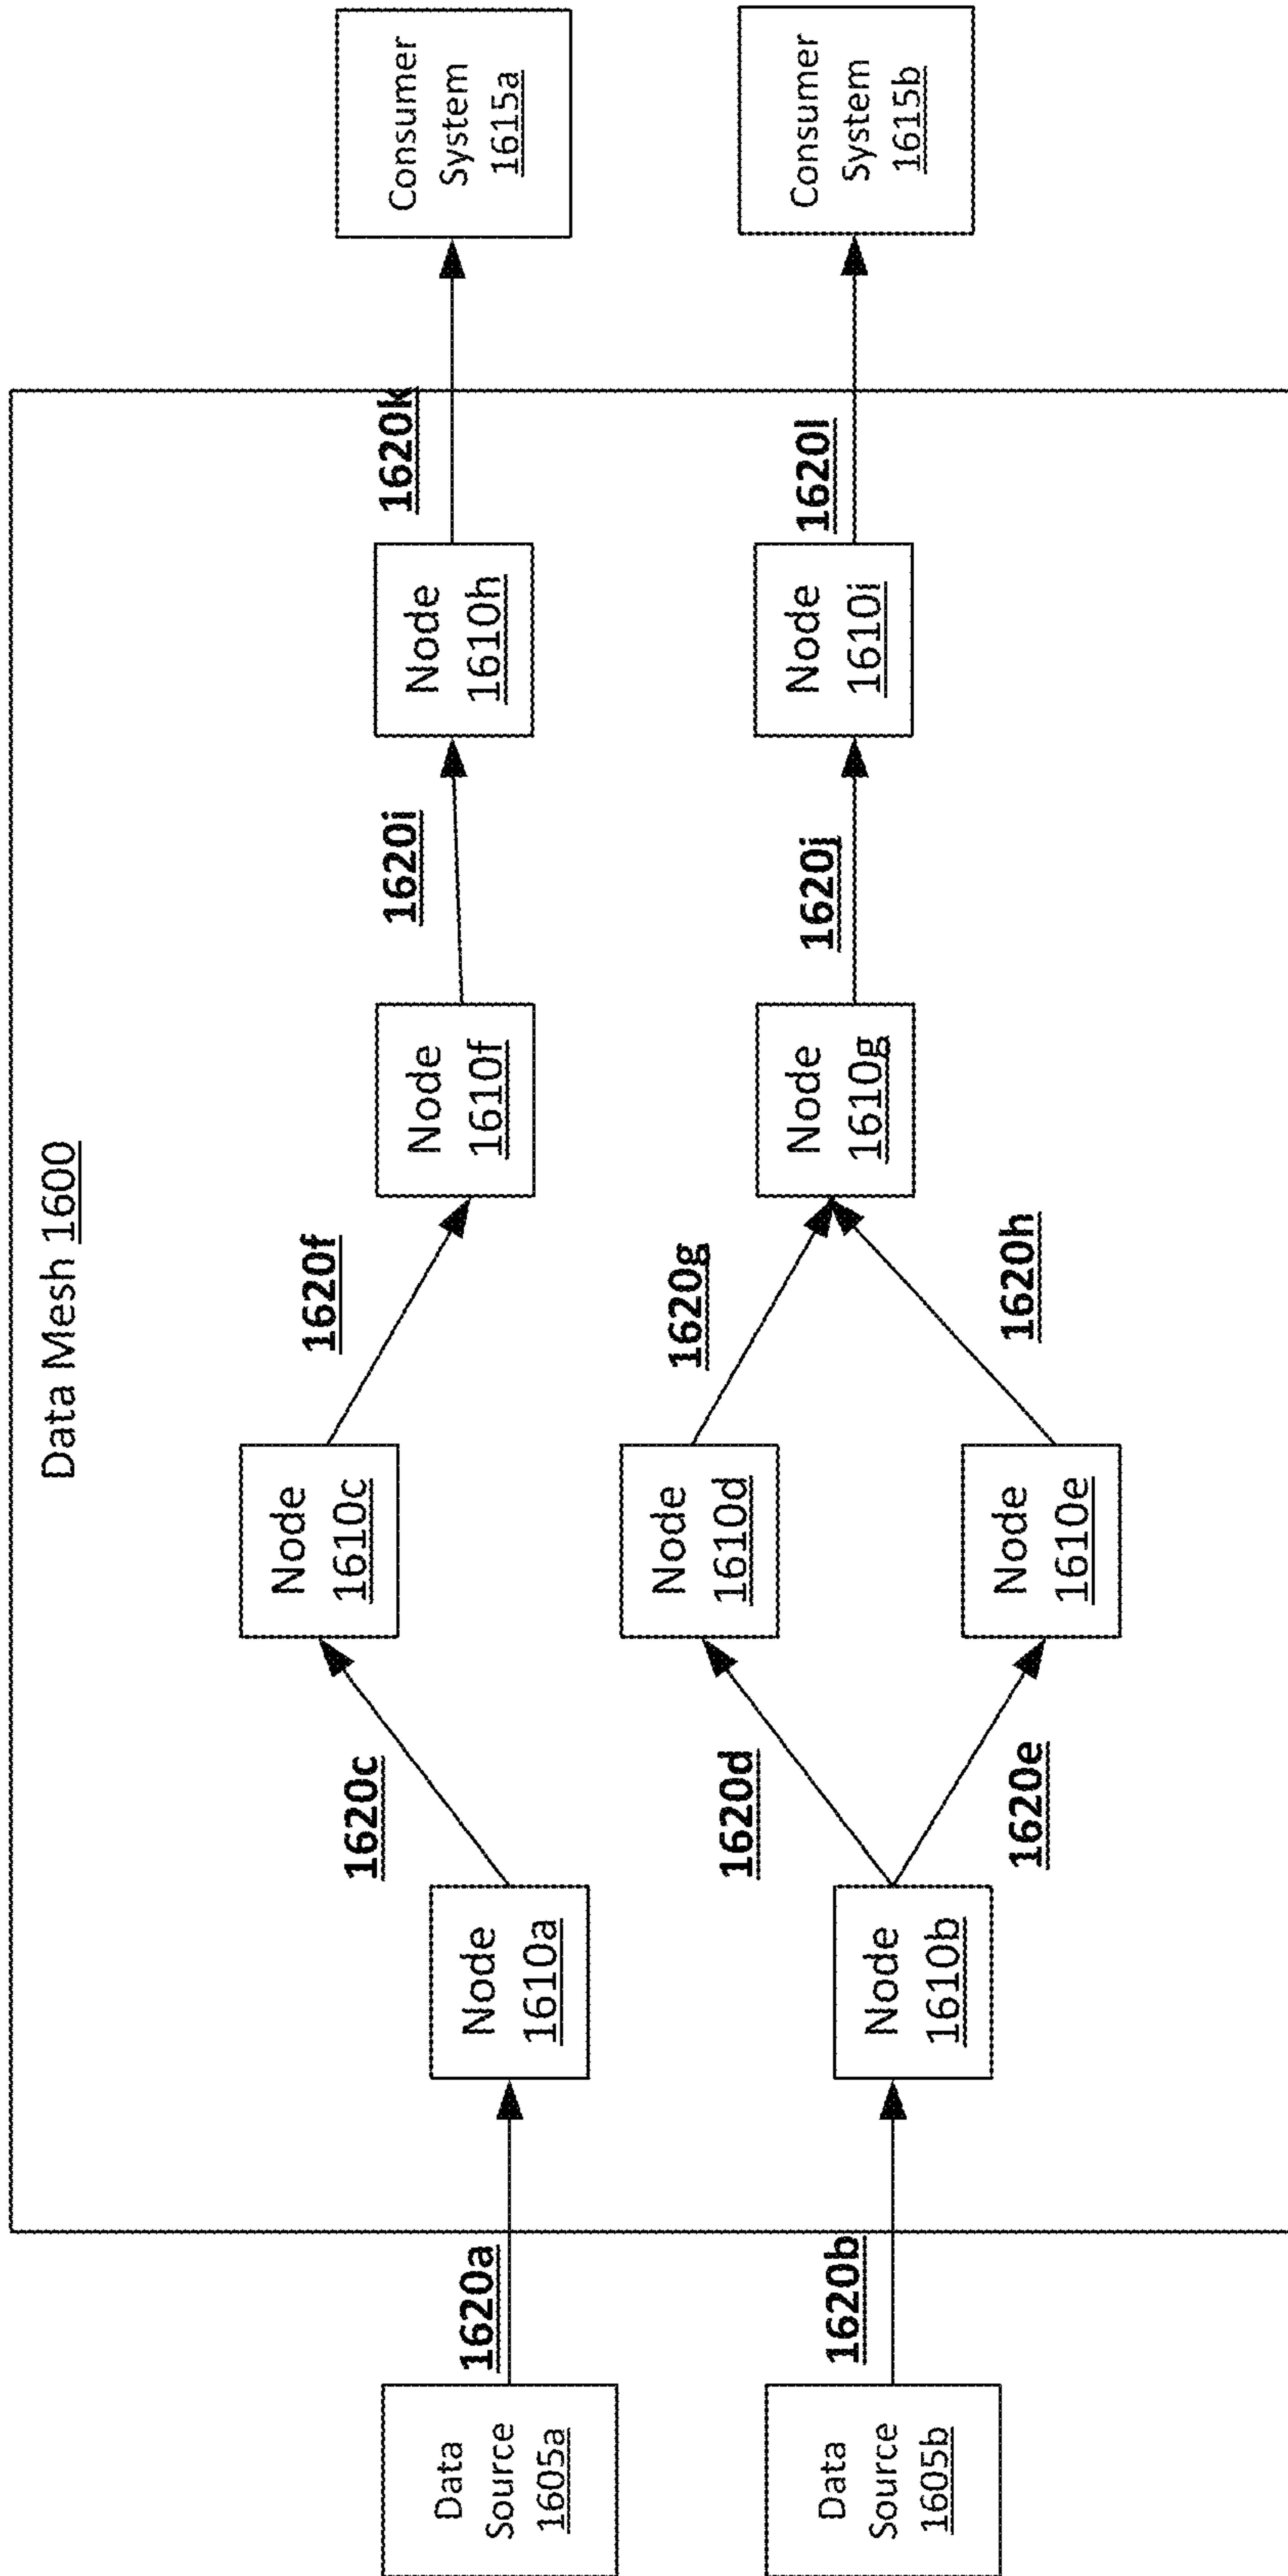 Data Mesh 1600
Data
Source
1605a
1620a
Node
1610a
1620c
Node
1610c
1620f
Node
1610f
1620i
Node
1610h
1620k
Consumer
System
1615a
Data
Source
1605b
1620b
Node
1610b
1620d
Node
1610d
1620g
1620e
Node
1610e
1620h
Node
1610g
1620j
Node
1610i
1620l
Consumer
System
1615b